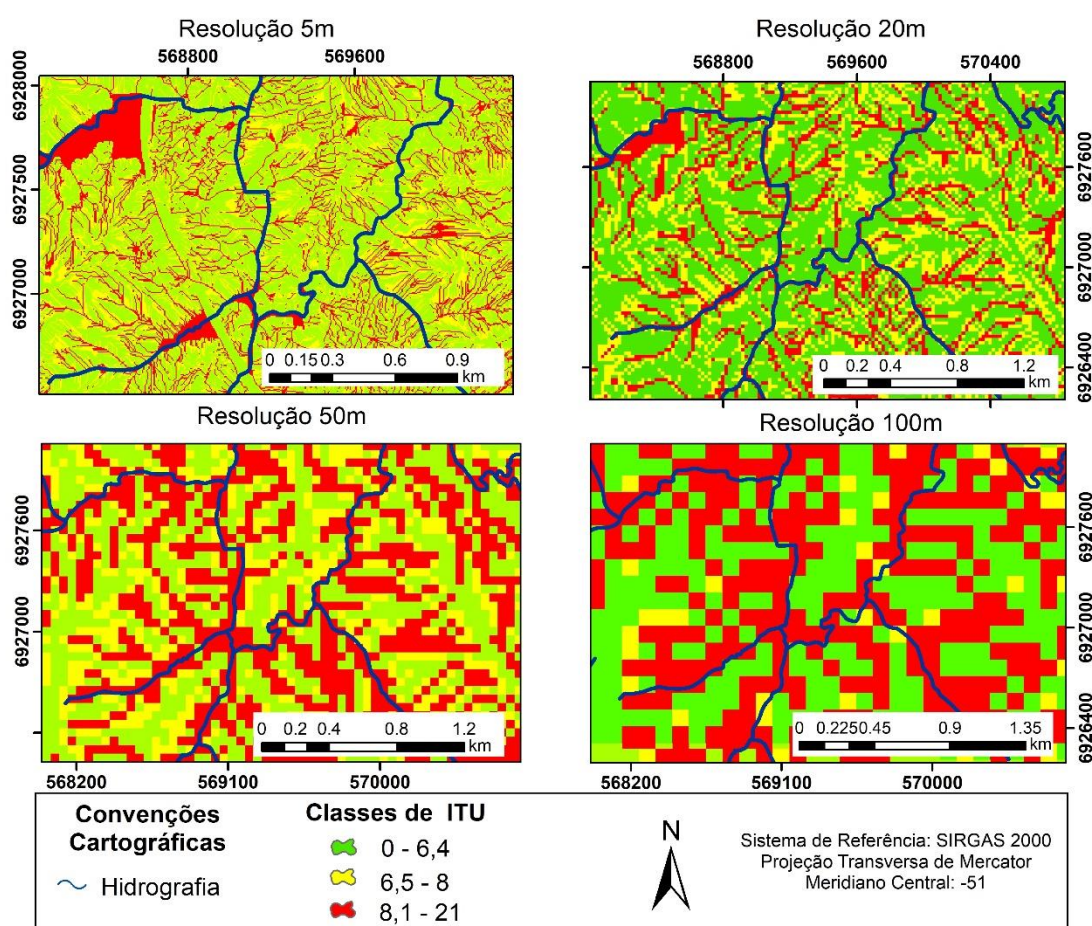 Resolução 5m
568800 569600
6928000
6927500
6927000
0 0.15 0.3 0.6 0.9
km
Resolução 20m
568800 569600 570400
6927800
6927000
6926400
0 0.2 0.4 0.8 1.2
km
Resolução 50m
6927600
6927000
0 0.2 0.4 0.8 1.2
km
568200 569100 570000
Resolução 100m
6927600
6927000
6926400
0 0.2250.45 0.9 1.35
km
568200 569100 570000
Convenções
Cartográficas
Hidrografia
Classes de ITU
0 - 6,4
6,5 - 8
8,1 - 21
N
Sistema de Referência: SIRGAS 2000
Projeção Transversa de Mercator
Meridiano Central: -51